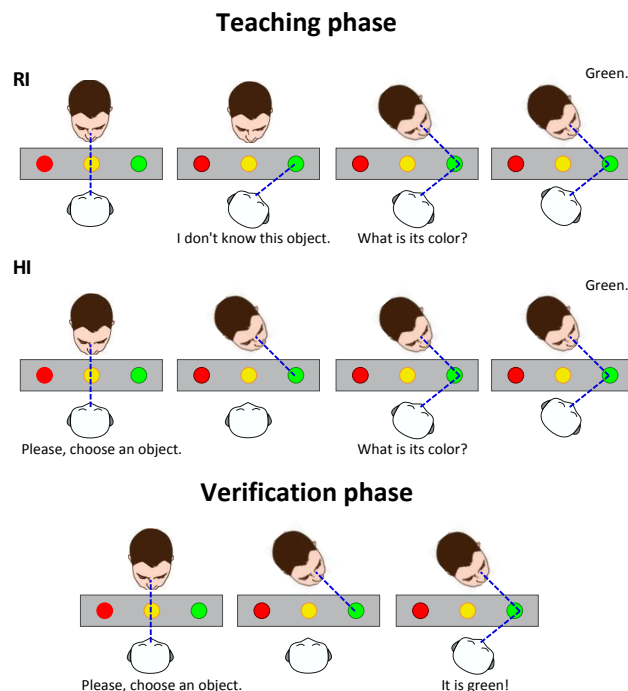 Teaching phase
RI
Green.
I don't know this object.
What is its color?
HI
Green.
Please, choose an object.
What is its color?
Verification phase
Please, choose an object.
It is green!